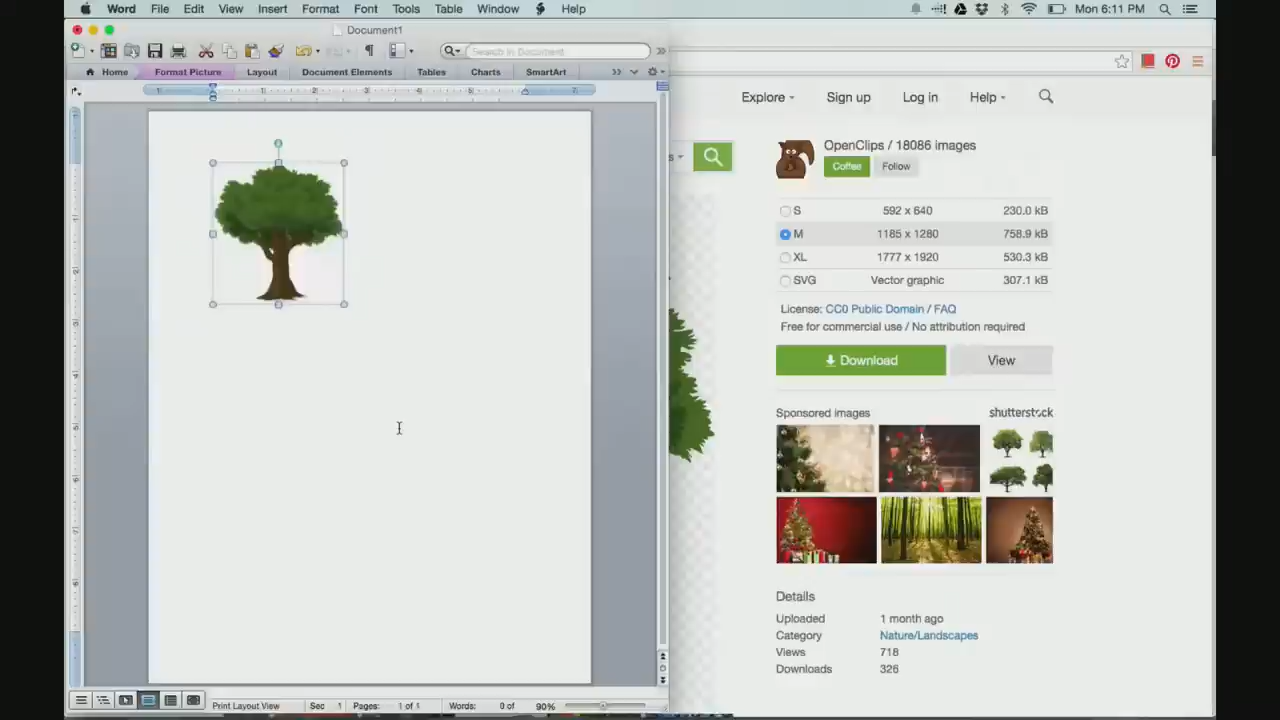 Word File Edit View Insert Format Font Tools Table Window Help
Mon 6:11 PM
Document1
Search in Document
Home Format Picture Layout Document Elements Tables Charts SmartArt
Print Layout View Sec 1 Pages: 1 of 1 Words: 0 of 90%
Explore Sign up Log in Help
OpenClips / 18086 images
Coffee Follow
S 592 x 640 230.0 kB
M 1185 x 1280 758.9 kB
XL 1777 x 1920 530.3 kB
SVG Vector graphic 307.1 kB
License: CC0 Public Domain / FAQ
Free for commercial use / No attribution required
Download View
Sponsored images shutterstock
Details
Uploaded 1 month ago
Category Nature/Landscapes
Views 718
Downloads 326